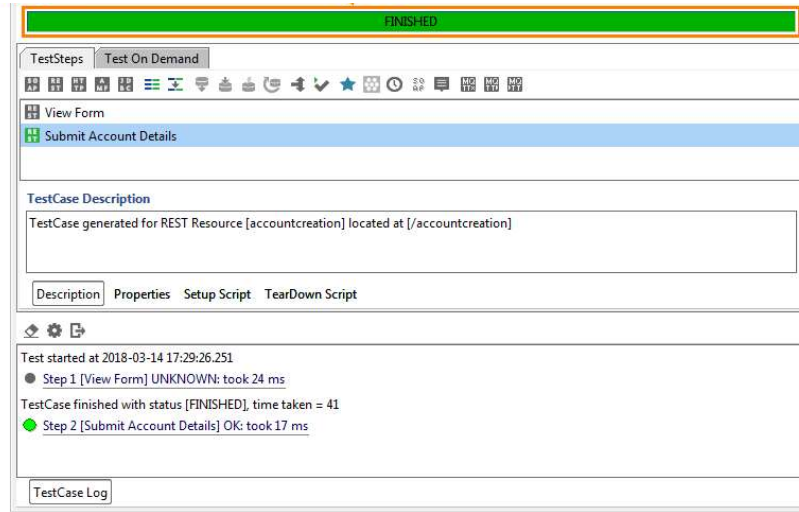 FINISHED
TestSteps Test On Demand
View Form
Submit Account Details
TestCase Description
TestCase generated for REST Resource [accountcreation] located at [/accountcreation]
Description Properties Setup Script TearDown Script
Test started at 2018-03-14 17:29:26.251
Step 1 [View Form] UNKNOWN: took 24 ms
TestCase finished with status [FINISHED], time taken = 41
Step 2 [Submit Account Details] OK: took 17 ms
TestCase Log